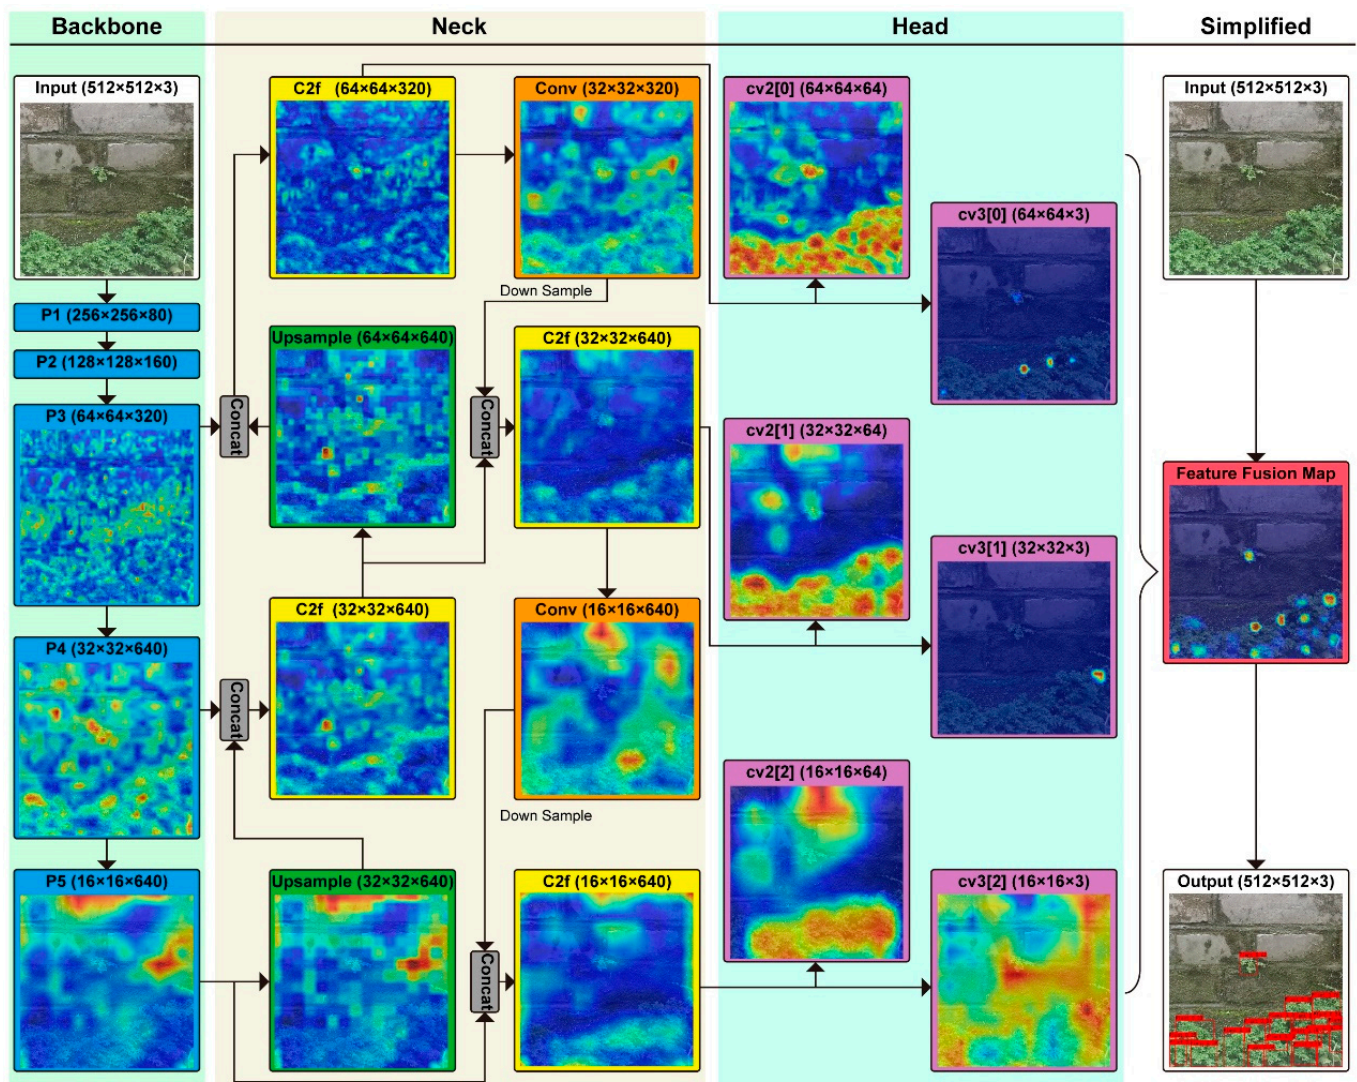 Backbone
Neck
Head
Simplified
Input (512×512×3)
P1 (256×256×80)
P2 (128×128×160)
P3 (64×64×320)
P4 (32×32×640)
P5 (16×16×640)
C2f (64×64×320)
Conv (32×32×320)
Down Sample
Upsample (64×64×640)
C2f (32×32×640)
Concat
Concat
C2f (32×32×640)
Conv (16×16×640)
Concat
Down Sample
Upsample (32×32×640)
C2f (16×16×640)
Concat
cv2[0] (64×64×64)
cv3[0] (64×64×3)
cv2[1] (32×32×64)
cv3[1] (32×32×3)
cv2[2] (16×16×64)
cv3[2] (16×16×3)
Input (512×512×3)
Feature Fusion Map
Output (512×512×3)